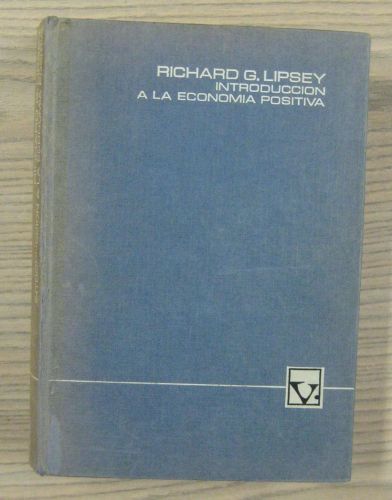 RICHARD G. LIPSEY
INTRODUCCION
A LA ECONOMIA POSITIVA
V.